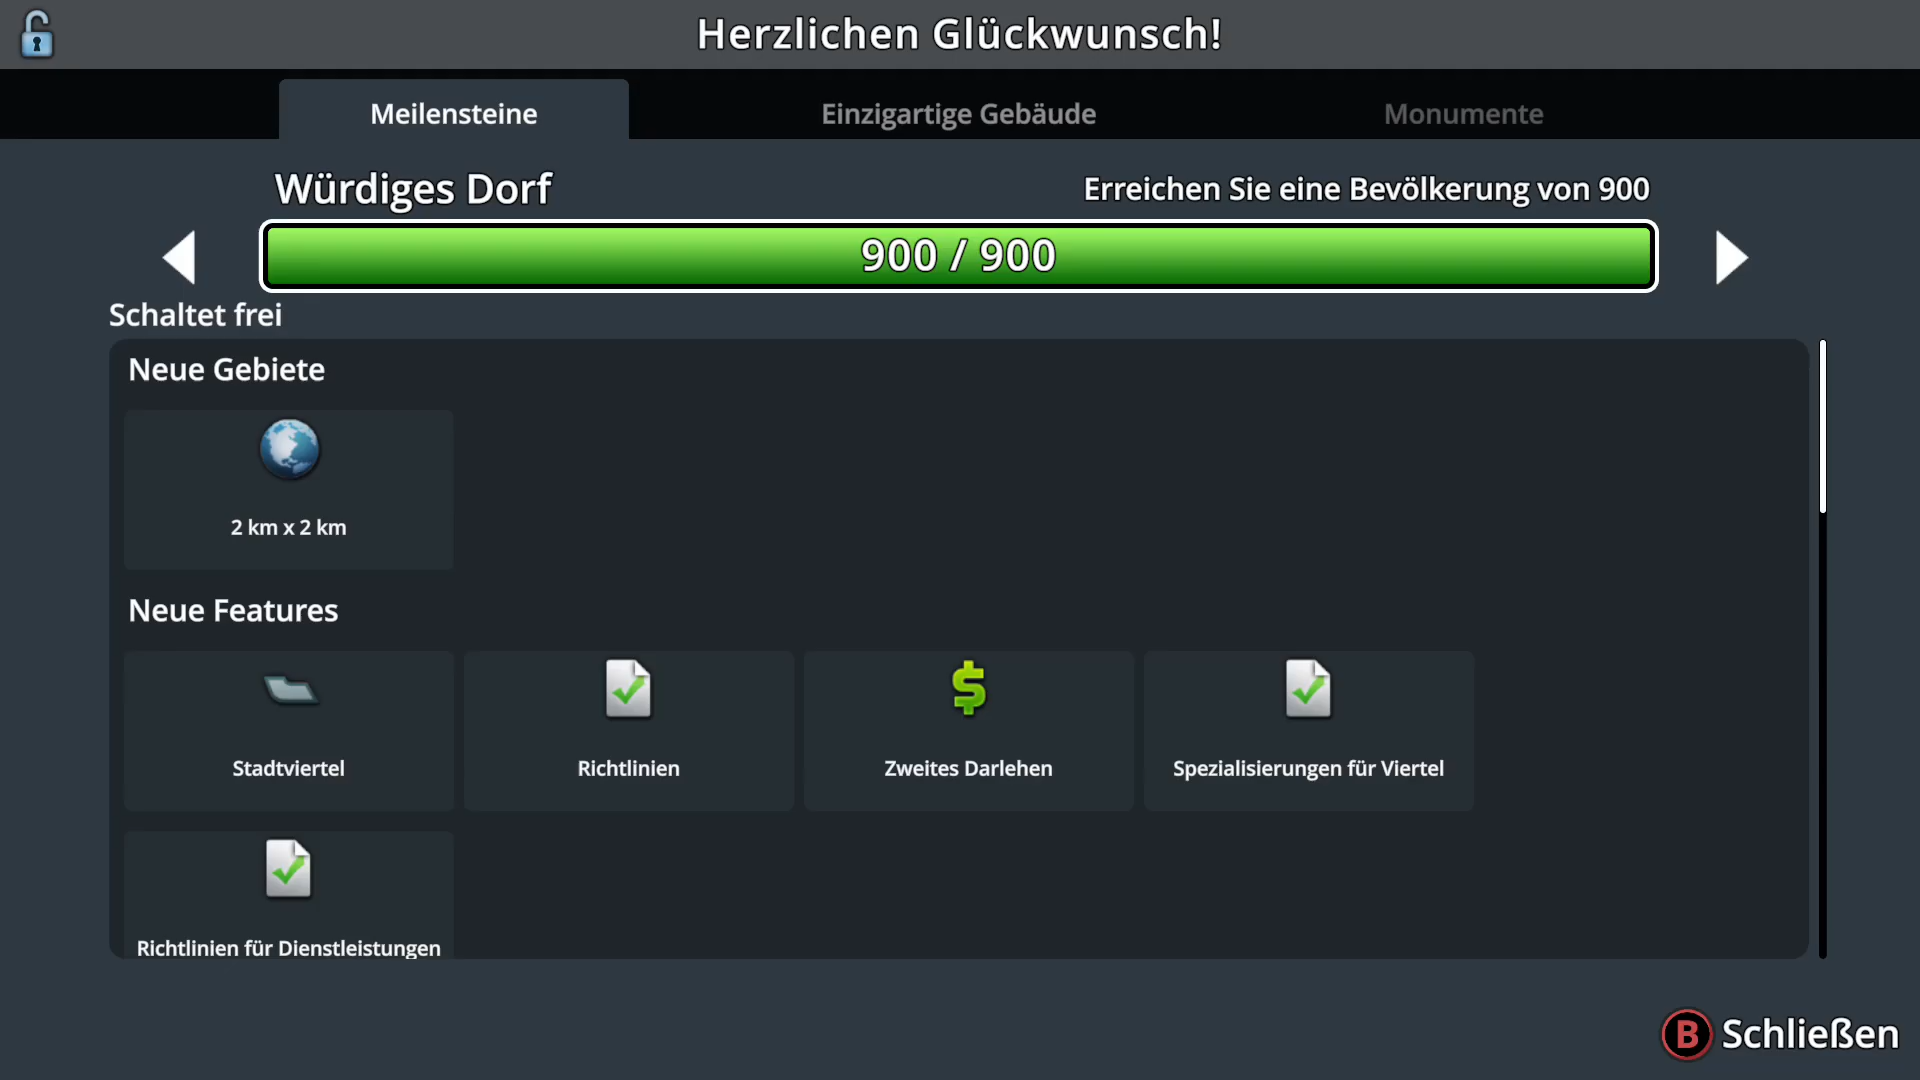 Herzlichen Glückwunsch!
Meilensteine
Einzigartige Gebäude
Monumente
Würdiges Dorf
Erreichen Sie eine Bevölkerung von 900
900 / 900
Schaltet frei
Neue Gebiete
2 km x 2 km
Neue Features
Stadtviertel
Richtlinien
Zweites Darlehen
Spezialisierungen für Viertel
Richtlinien für Dienstleistungen
B Schließen